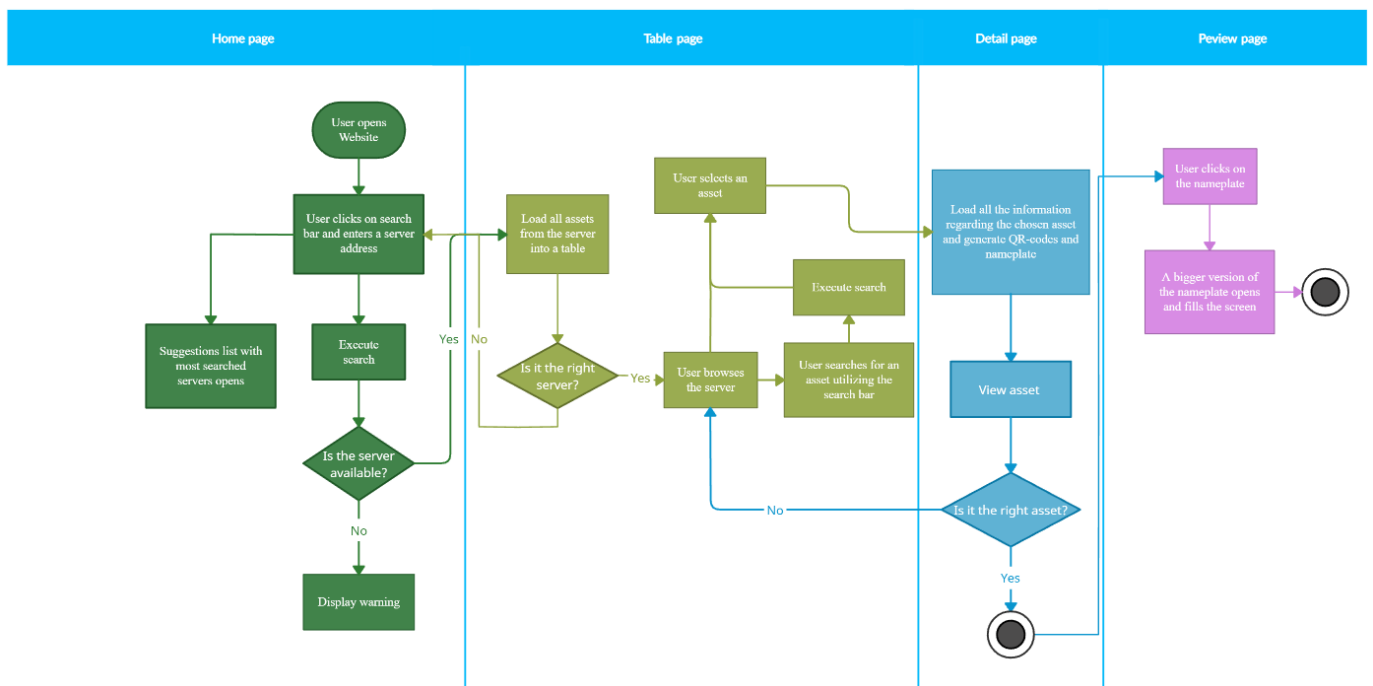 Home page
Table page
Detail page
Peview page
User opens
Website
User clicks on search
bar and enters a server
address
Suggestions list with
most searched
servers opens
Execute
search
Is the server
available?
Yes
No
Display warning
Load all assets
from the server
into a table
Is it the right
server?
No
Yes
User selects an
asset
Execute search
User browses
the server
User searches for an
asset utilizing the
search bar
No
Load all the information
regarding the chosen asset
and generate QR-codes and
nameplate
View asset
Is it the right asset?
Yes
User clicks on
the nameplate
A bigger version of
the nameplate opens
and fills the screen